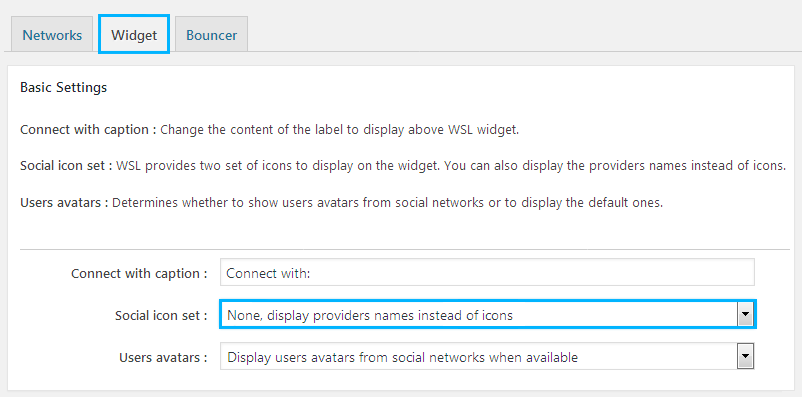 Networks Widget Bouncer
Basic Settings
Connect with caption : Change the content of the label to display above WSL widget.
Social icon set : WSL provides two set of icons to display on the widget. You can also display the providers names instead of icons.
Users avatars : Determines whether to show users avatars from social networks or to display the default ones.
Connect with caption : Connect with:
Social icon set : None, display providers names instead of icons
Users avatars : Display users avatars from social networks when available